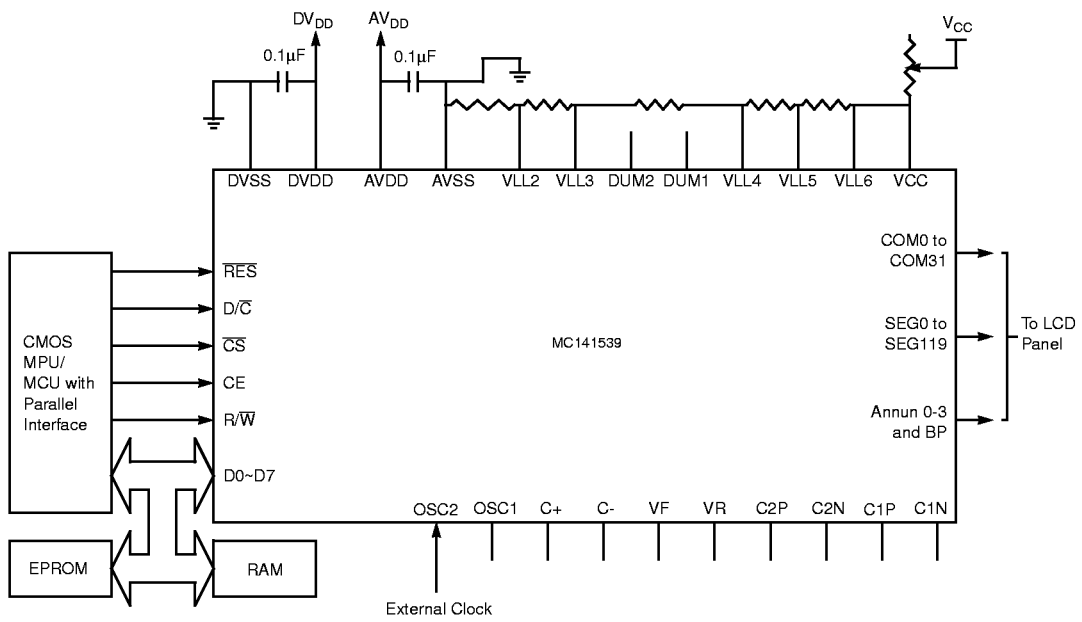 DVDD
AVDD
VCC
0.1μF
0.1μF
DVSS
DVDD
AVDD
AVSS
VLL2
VLL3
DUM2
DUM1
VLL4
VLL5
VLL6
VCC
CMOS
MPU/
MCU with
Parallel
Interface
RES
D/C
CS
CE
R/W
D0~D7
MC141539
COM0 to
COM31
SEG0 to
SEG119
Annun 0-3
and BP
To LCD
Panel
OSC2
OSC1
C+
C-
VF
VR
C2P
C2N
C1P
C1N
EPROM
RAM
External Clock